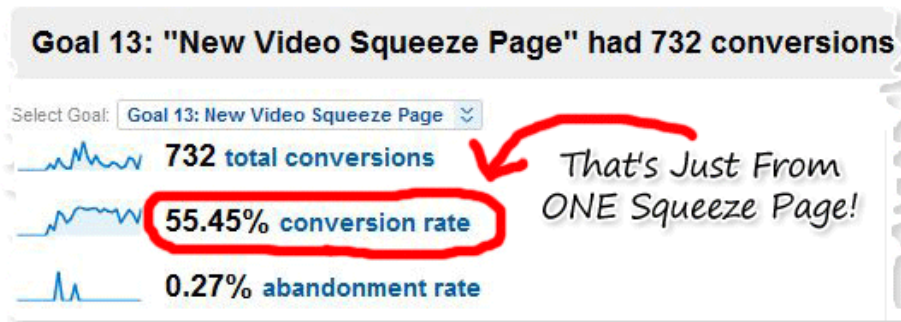 Goal 13: "New Video Squeeze Page" had 732 conversions
Select Goal: Goal 13: New Video Squeeze Page
732 total conversions
That's Just From
ONE Squeeze Page!
55.45% conversion rate
0.27% abandonment rate